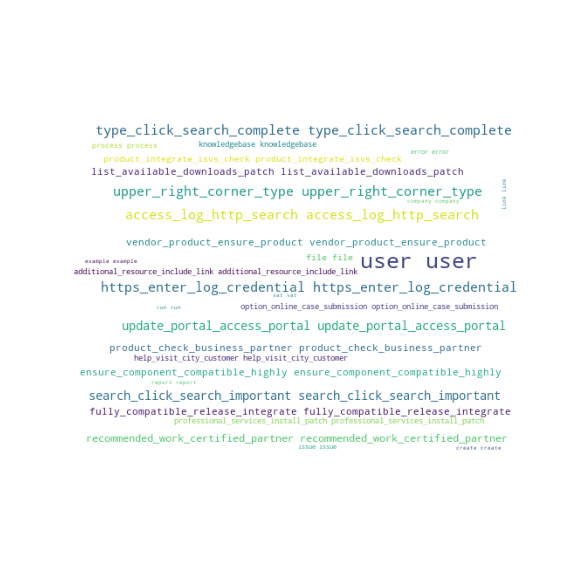 type_click_search_complete type_click_search_complete
process process
knowledgebase knowledgebase
error error
product_integrate_isvs_check product_integrate_isvs_check
list_available_downloads_patch list_available_downloads_patch
link link
upper_right_corner_type upper_right_corner_type
company company
access_log_http_search access_log_http_search
vendor_product_ensure_product vendor_product_ensure_product
file file
user user
example example
additional_resource_include_link additional_resource_include_link
https_enter_log_credential https_enter_log_credential
vat vat
run run
option_online_case_submission option_online_case_submission
update_portal_access_portal update_portal_access_portal
product_check_business_partner product_check_business_partner
help_visit_city_customer help_visit_city_customer
ensure_component_compatible_highly ensure_component_compatible_highly
report report
search_click_search_important search_click_search_important
fully_compatible_release_integrate fully_compatible_release_integrate
professional_services_install_patch professional_services_install_patch
recommended_work_certified_partner recommended_work_certified_partner
issue issue
create create